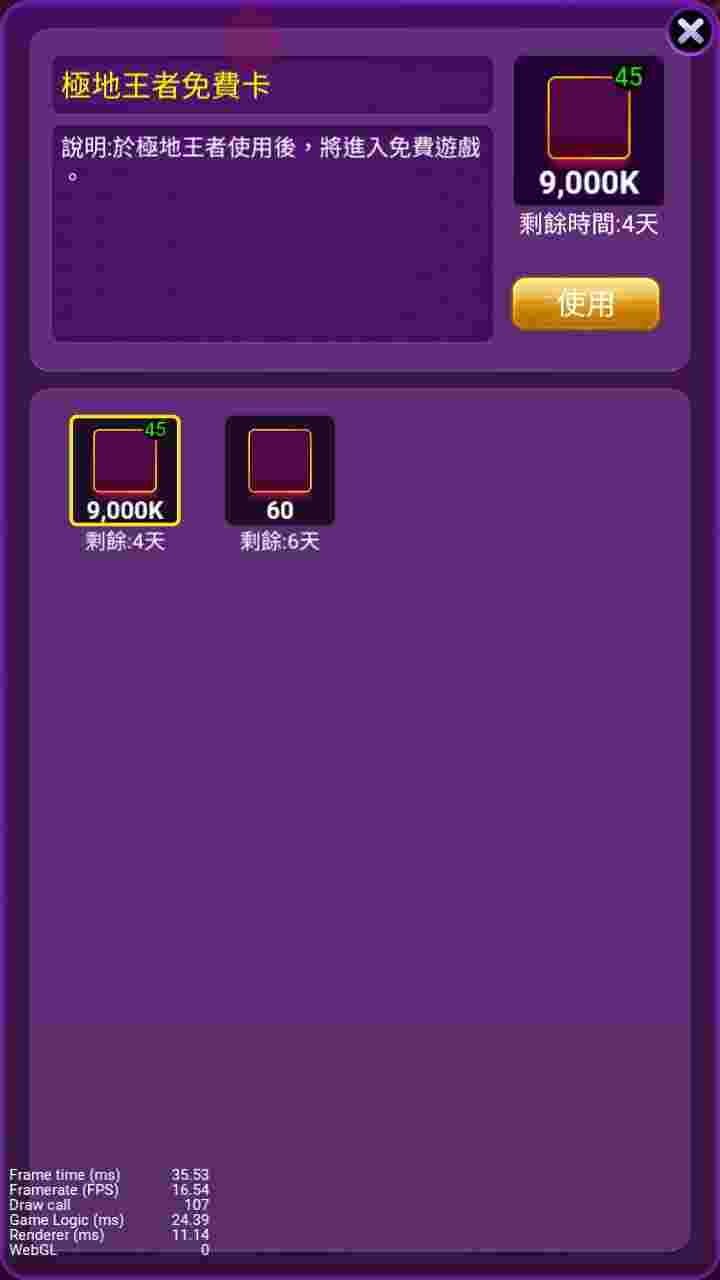 極地王者免費卡
45
9,000K
說明:於極地王者使用後，將進入免費遊戲
。
剩餘時間:4天
使用
45
9,000K
60
剩餘:4天
剩餘:6天
Frame time (ms) 35.53
Framerate (FPS) 16.54
Draw call 107
Game Logic (ms) 24.39
Renderer (ms) 11.14
WebGL 0